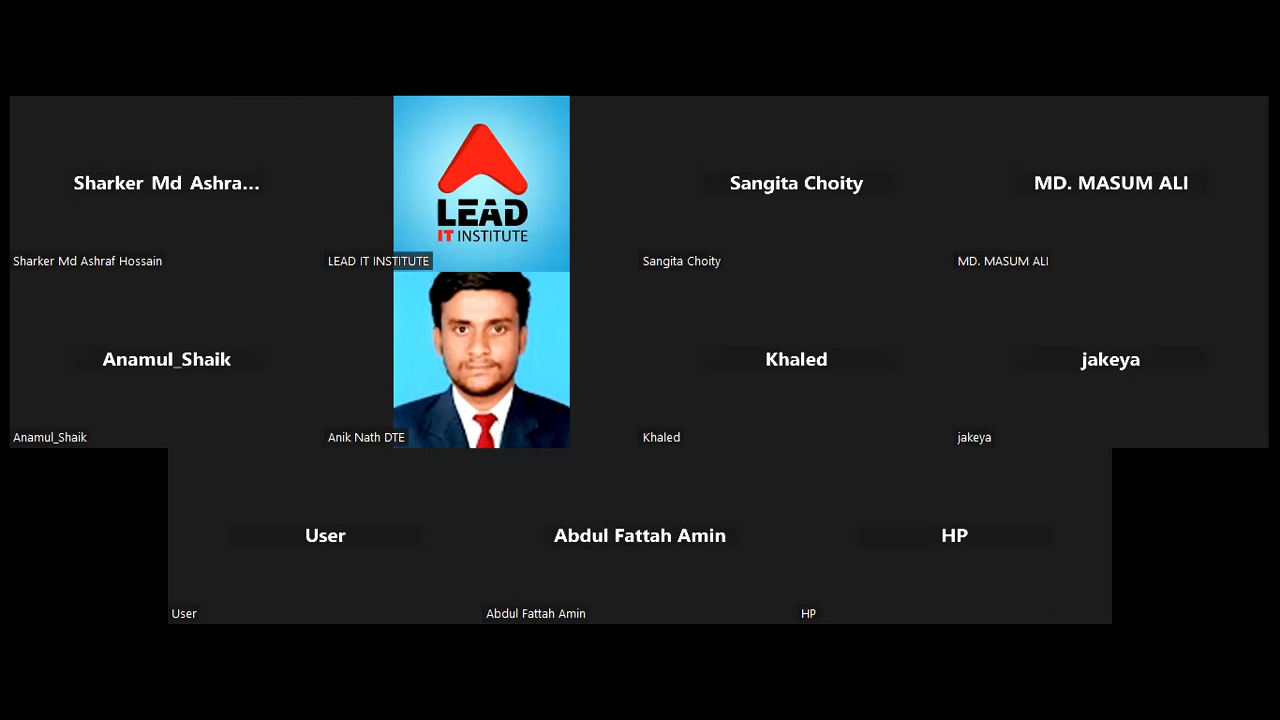 Sharker Md Ashra...
Sharker Md Ashraf Hossain
LEAD
IT INSTITUTE
LEAD IT INSTITUTE
Sangita Choity
Sangita Choity
MD. MASUM ALI
MD. MASUM ALI
Anamul_Shaik
Anamul_Shaik
Anik Nath DTE
Khaled
Khaled
jakeya
jakeya
User
User
Abdul Fattah Amin
Abdul Fattah Amin
HP
HP